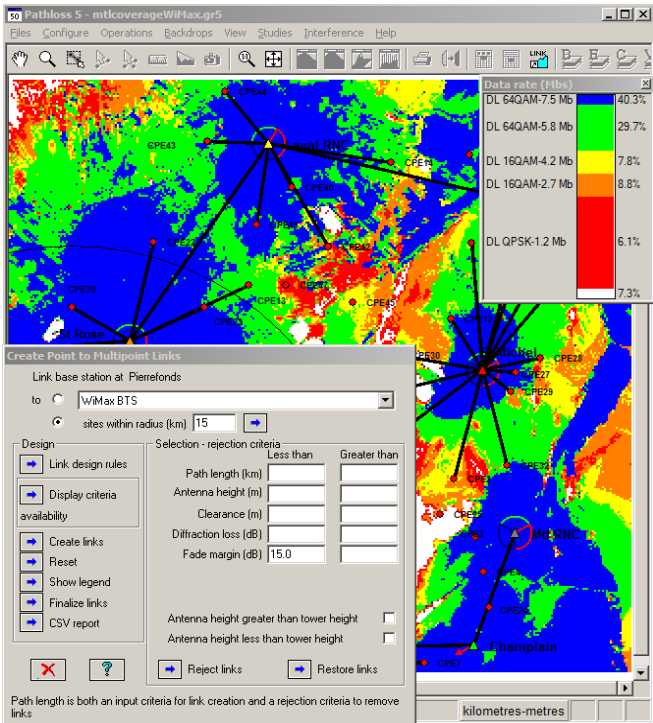 Pathloss 5 - mtlcoverageWiMax.gr5
Files Configure Operations Backdrops View Studies Interference Help
LINK
Data rate (Mbs)
DL 64QAM-7.5 Mb 40.3%
DL 64QAM-5.8 Mb 29.7%
DL 16QAM-4.2 Mb 7.8%
DL 16QAM-2.7 Mb 8.8%
DL QPSK-1.2 Mb 6.1%
7.3%
CPE44
CPE43
CPE14
CPE40
CPE42
CPE39
CPE13
CPE45
St Rose
CPE30
Michel
CPE28
CPE27
CPE29
CPE32
Champlain
CPE7
Create Point to Multipoint Links
Link base station at Pierrefonds
to WiMax BTS
sites within radius (km) 15
Design
Link design rules
Display criteria
availability
Create links
Reset
Show legend
Finalize links
CSV report
Selection - rejection criteria
Less than Greater than
Path length (km)
Antenna height (m)
Clearance (m)
Diffraction loss (dB)
Fade margin (dB) 15.0
Antenna height greater than tower height
Antenna height less than tower height
Reject links Restore links
Path length is both an input criteria for link creation and a rejection criteria to remove
links
kilometres-metres